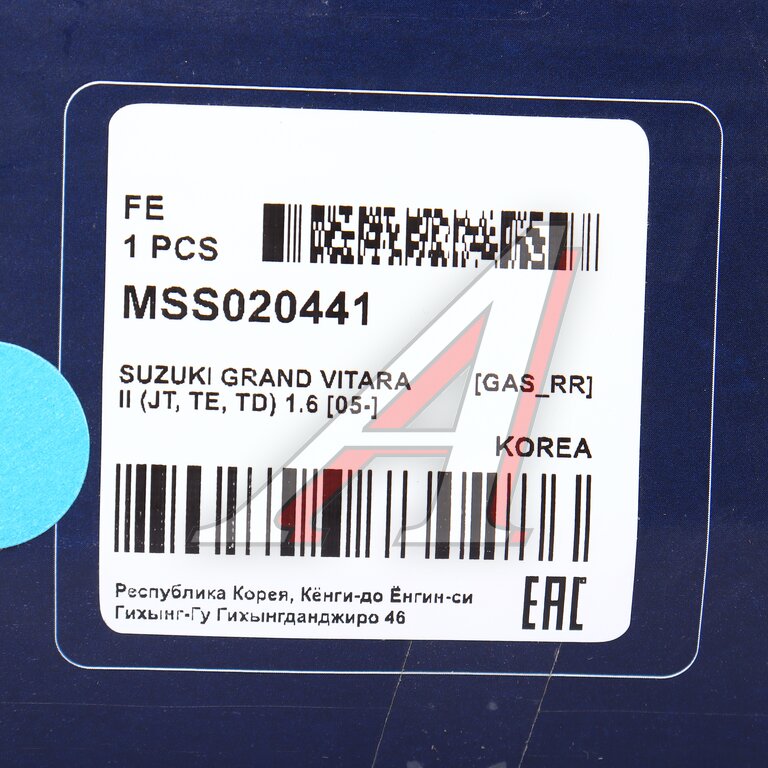 FE
1 PCS
MSS020441
SUZUKI GRAND VITARA [GAS_RR]
II (JT, TE, TD) 1.6 [05-]
KOREA
Республика Корея, Кёнги-до Ёнгин-си
Гихынг-Гу Гихынгданджиро 46
EAC